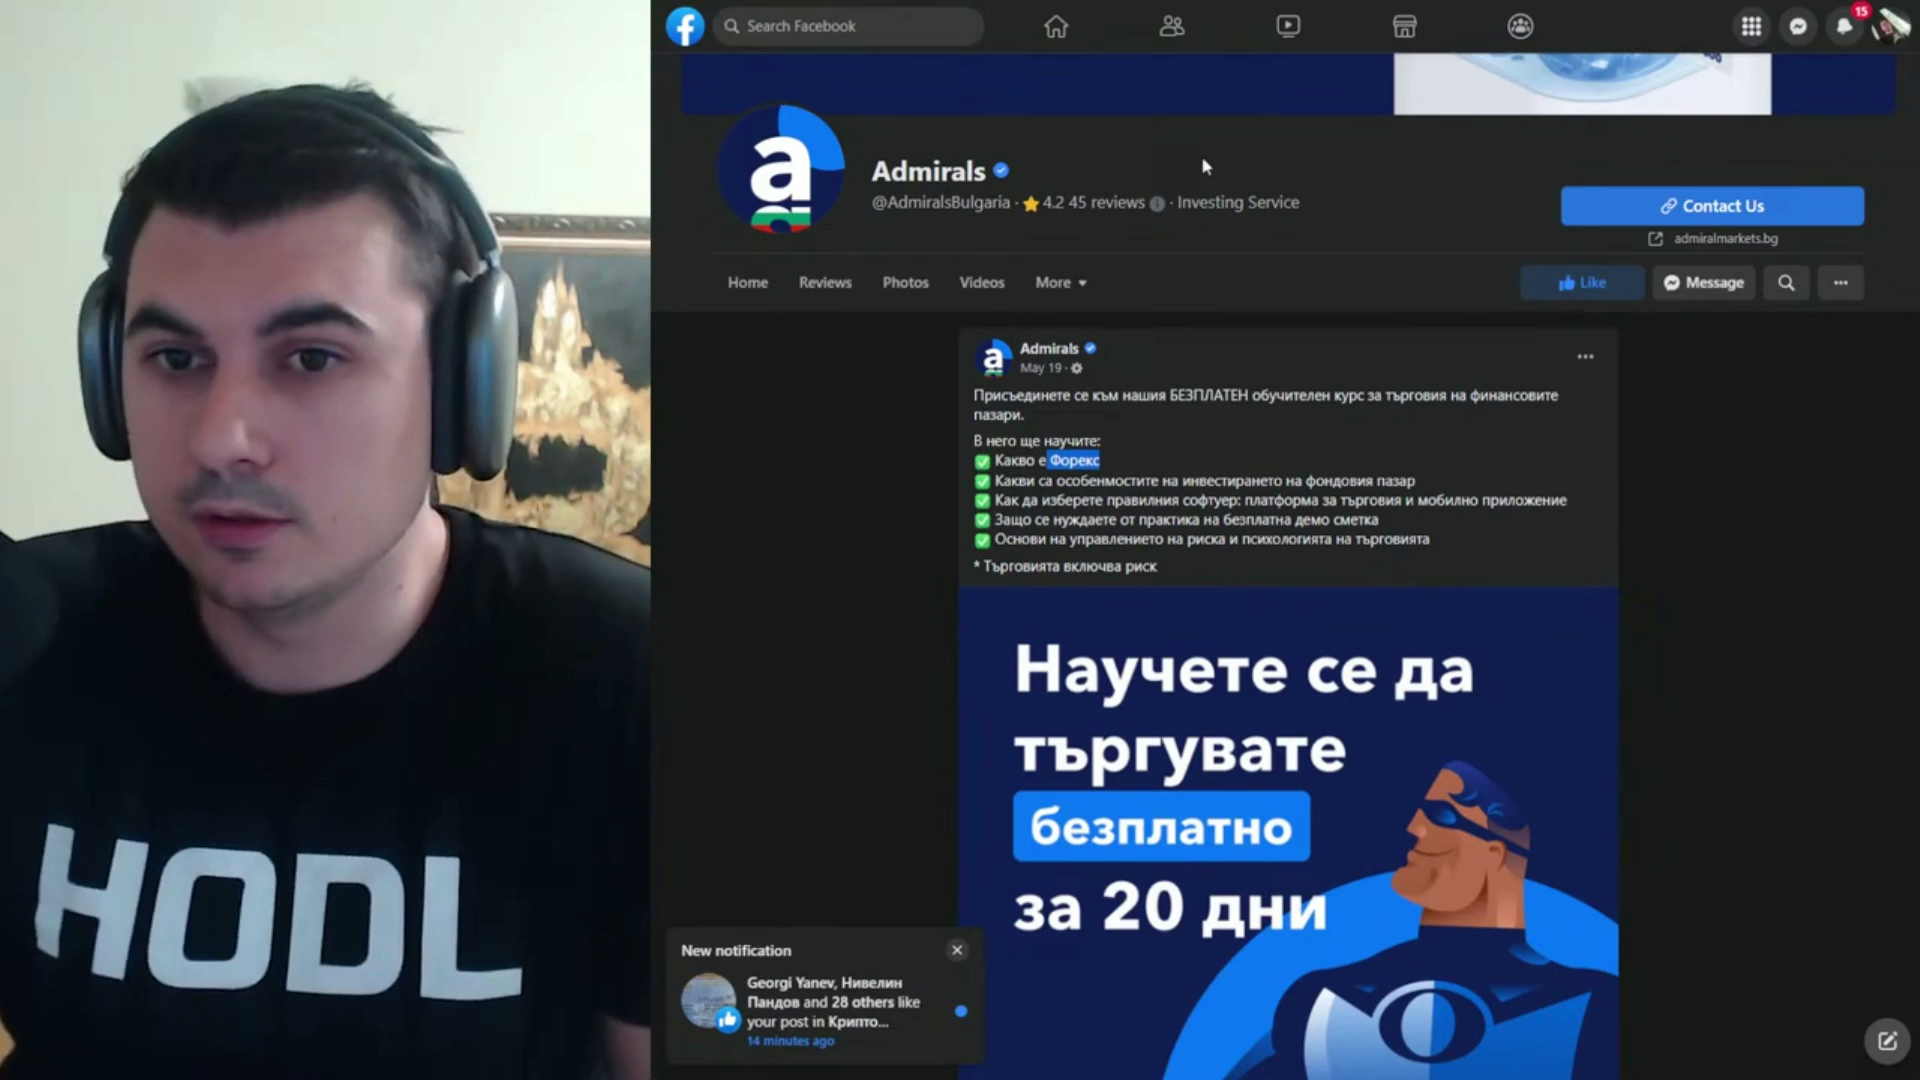 Search Facebook
15
Admirals
@AdmiralsBulgaria · 4.2 45 reviews · Investing Service
Contact Us
admiralmarkets.bg
Home Reviews Photos Videos More
Like Message
Admirals
May 19 ·
Присъединете се към нашия БЕЗПЛАТЕН обучителен курс за търговия на финансовите
пазари.
В него ще научите:
Какво е Форекс
Какви са особенмостите на инвестирането на фондовия пазар
Как да изберете правилния софтуер: платформа за търговия и мобилно приложение
Защо се нуждаете от практика на безплатна демо сметка
Основи на управлението на риска и психологията на търговията
* Търговията включва риск
Научете се да
търгувате
безплатно
за 20 дни
New notification
Georgi Yanev, Нивелин
Пандов and 28 others like
your post in Крипто...
14 minutes ago
HODL